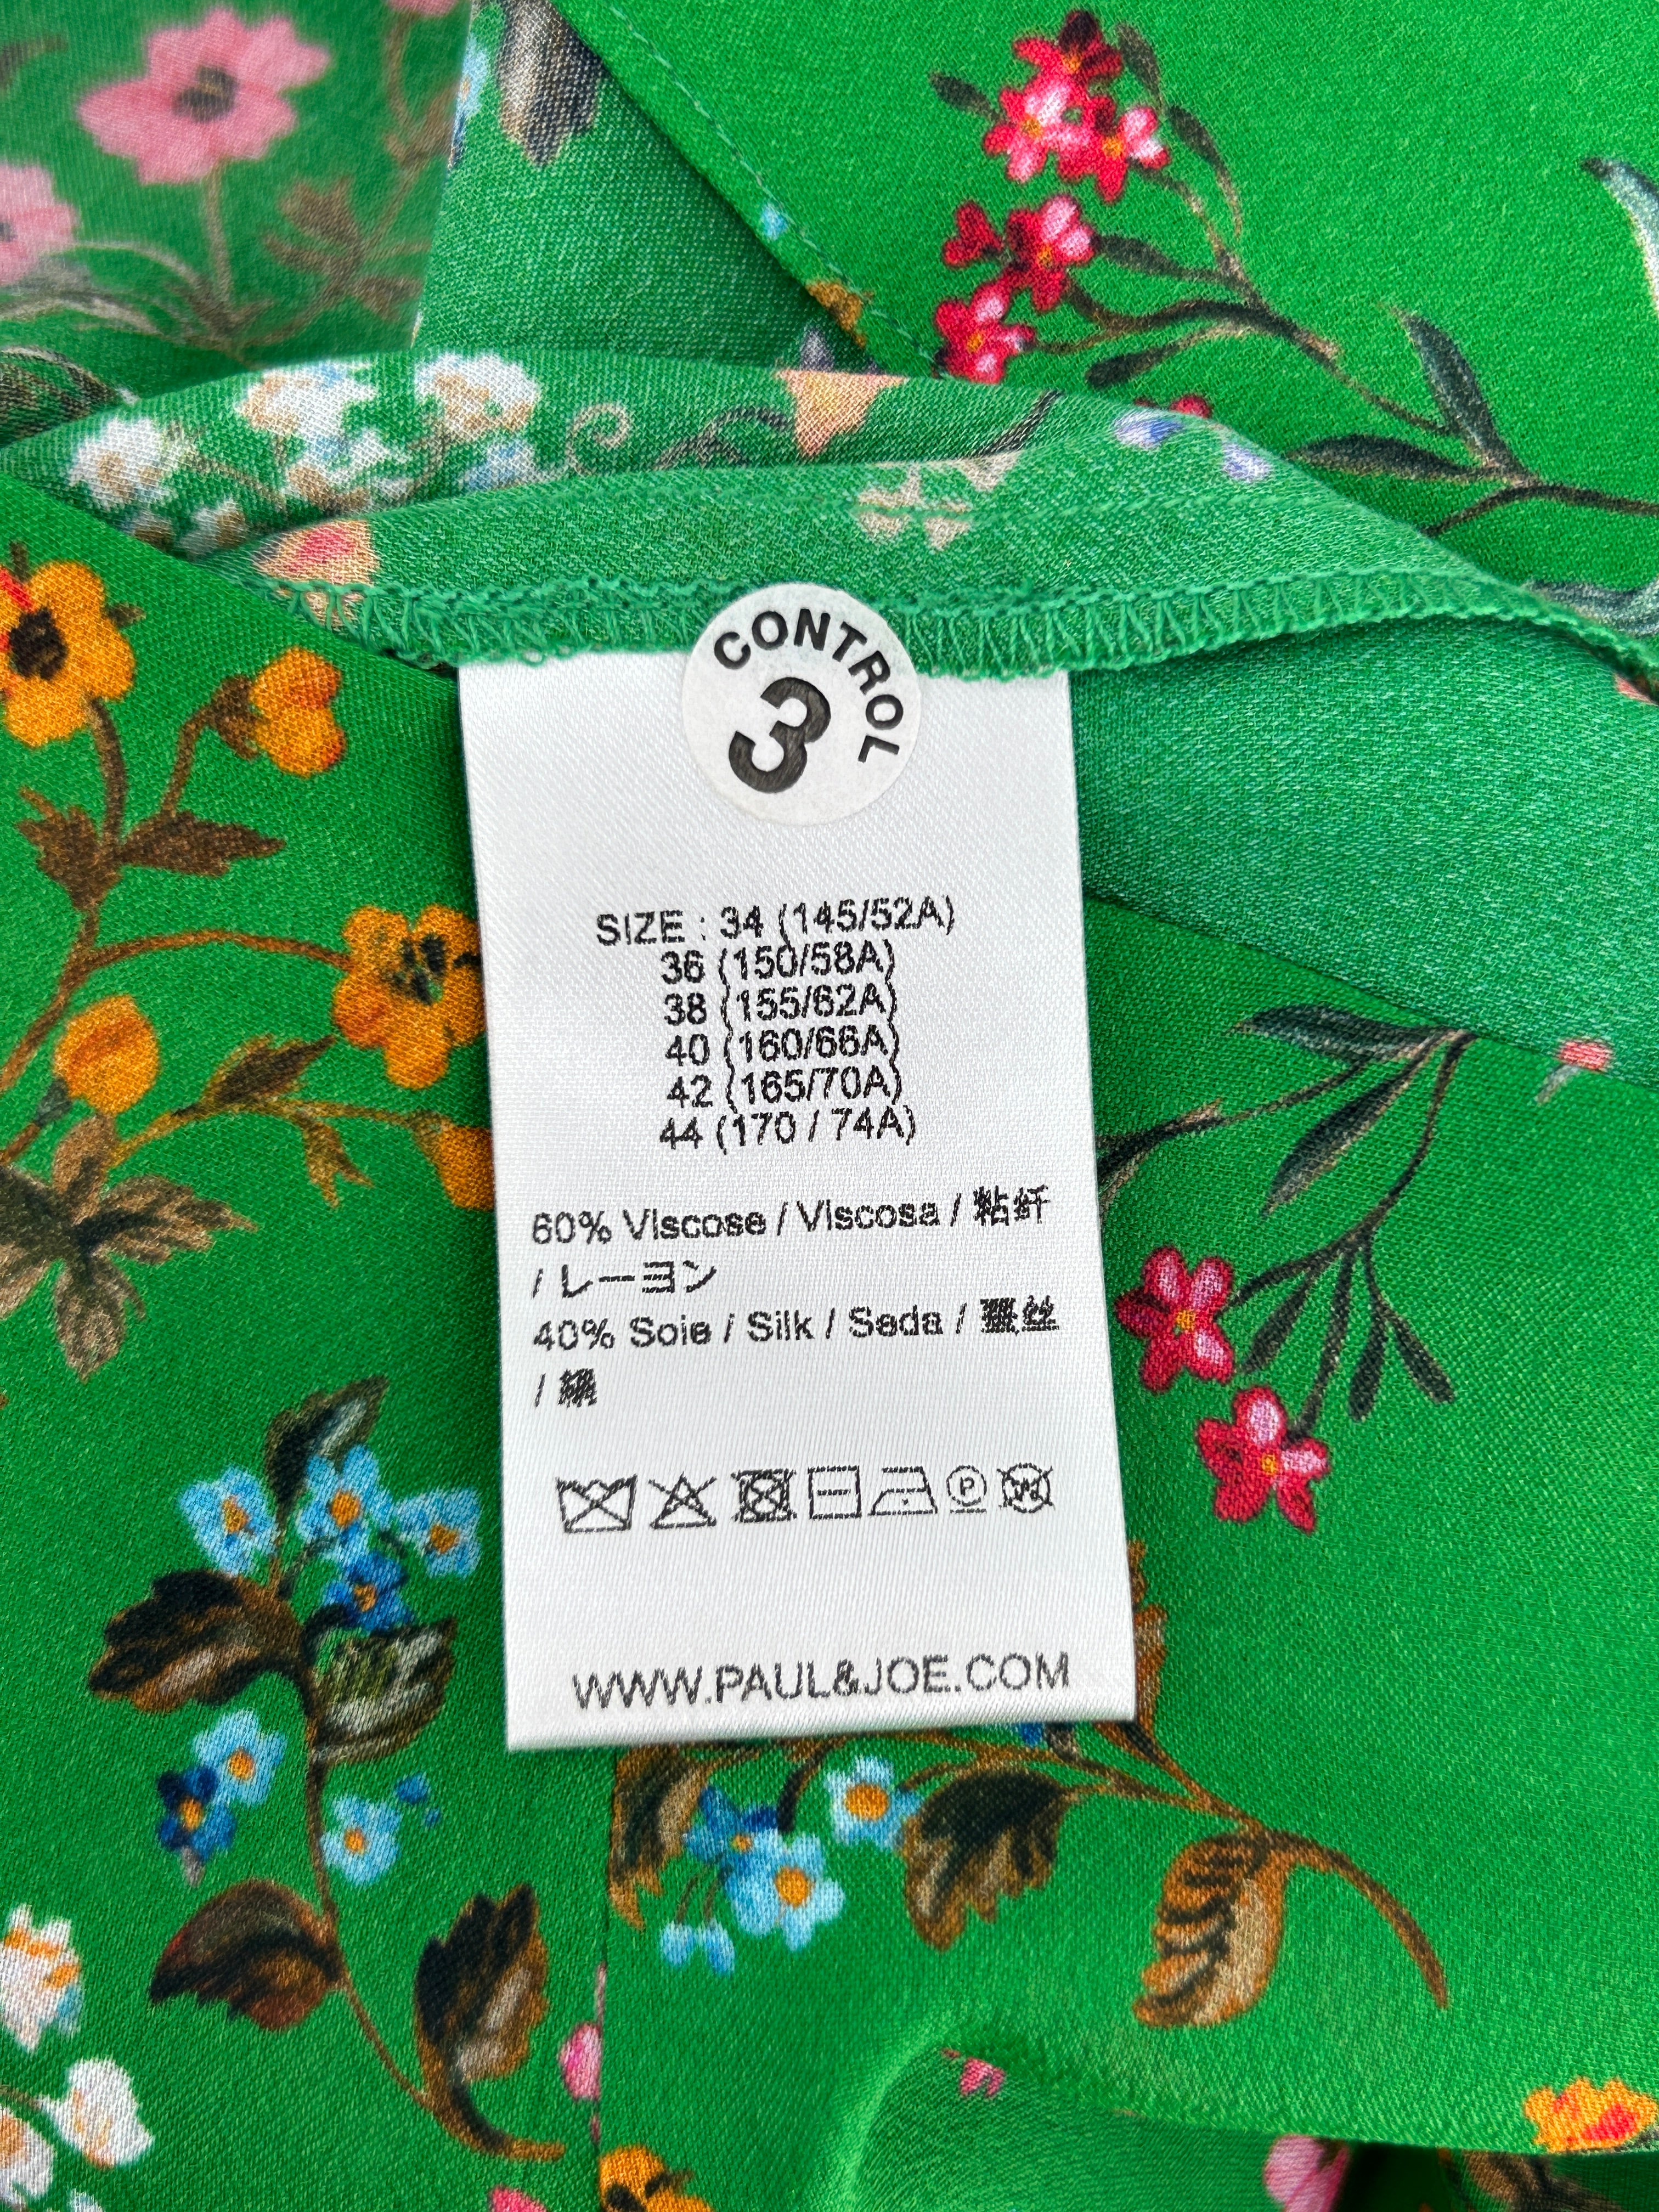 CONTROL
3
SIZE : 34 (145/52A)
36 (150/58A)
38 (155/62A)
40 (160/66A)
42 (165/70A)
44 (170 / 74A)
60% Viscose / Viscosa / 粘纤
/ レーヨン
40% Soie / Silk / Seda / 蚕丝
/ 絹
P
W
WWW.PAUL&JOE.COM